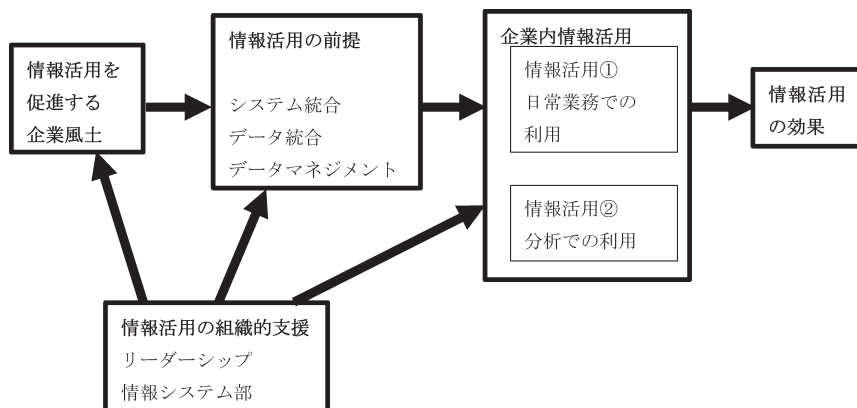 情報活用を
促進する
企業風土
情報活用の前提
システム統合
データ統合
データマネジメント
企業内情報活用
情報活用①
日常業務での
利用
情報活用②
分析での利用
情報活用
の効果
情報活用の組織的支援
リーダーシップ
情報システム部